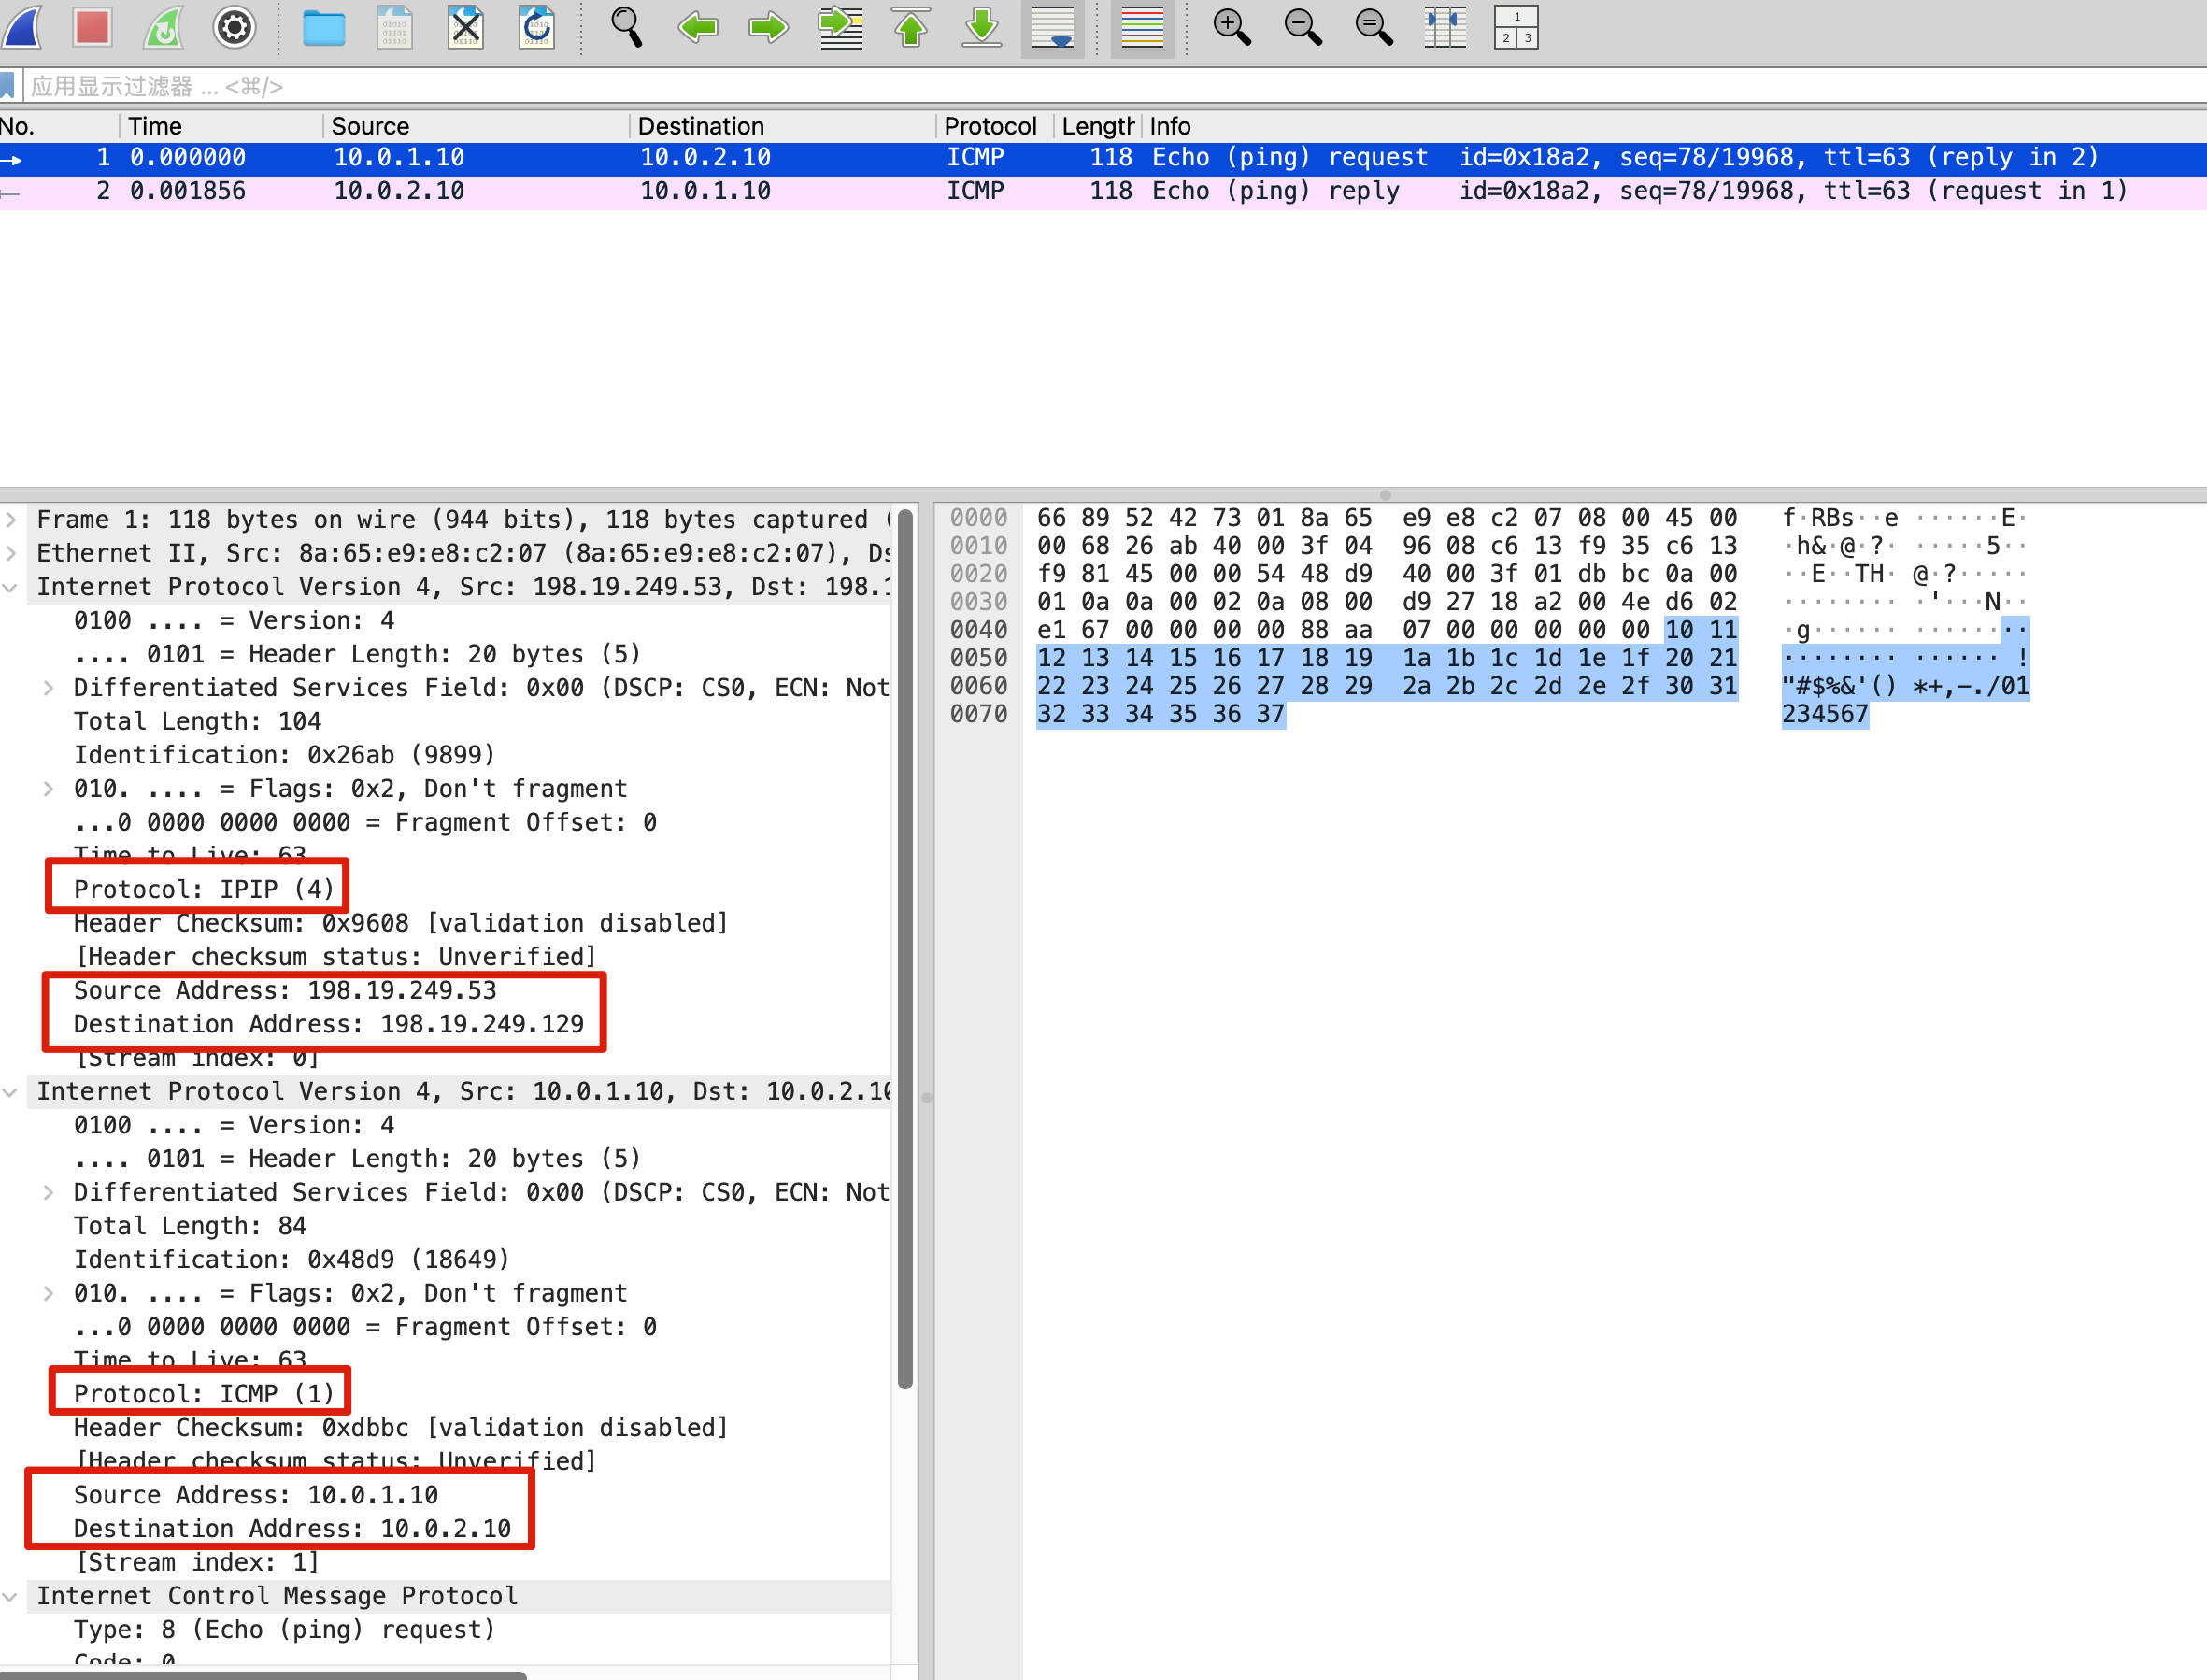 应用显示过滤器 ... <⌘/>
No. Time Source Destination Protocol Length Info
1 0.000000 10.0.1.10 10.0.2.10 ICMP 118 Echo (ping) request id=0x18a2, seq=78/19968, ttl=63 (reply in 2)
2 0.001856 10.0.2.10 10.0.1.10 ICMP 118 Echo (ping) reply id=0x18a2, seq=78/19968, ttl=63 (request in 1)
Frame 1: 118 bytes on wire (944 bits), 118 bytes captured (
Ethernet II, Src: 8a:65:e9:e8:c2:07 (8a:65:e9:e8:c2:07), Ds
Internet Protocol Version 4, Src: 198.19.249.53, Dst: 198.1
0100 .... = Version: 4
.... 0101 = Header Length: 20 bytes (5)
Differentiated Services Field: 0x00 (DSCP: CS0, ECN: Not
Total Length: 104
Identification: 0x26ab (9899)
010. .... = Flags: 0x2, Don't fragment
...0 0000 0000 0000 = Fragment Offset: 0
Time to Live: 63
Protocol: IPIP (4)
Header Checksum: 0x9608 [validation disabled]
[Header checksum status: Unverified]
Source Address: 198.19.249.53
Destination Address: 198.19.249.129
[Stream index: 0]
Internet Protocol Version 4, Src: 10.0.1.10, Dst: 10.0.2.10
0100 .... = Version: 4
.... 0101 = Header Length: 20 bytes (5)
Differentiated Services Field: 0x00 (DSCP: CS0, ECN: Not
Total Length: 84
Identification: 0x48d9 (18649)
010. .... = Flags: 0x2, Don't fragment
...0 0000 0000 0000 = Fragment Offset: 0
Time to Live: 63
Protocol: ICMP (1)
Header Checksum: 0xdbbc [validation disabled]
[Header checksum status: Unverified]
Source Address: 10.0.1.10
Destination Address: 10.0.2.10
[Stream index: 1]
Internet Control Message Protocol
Type: 8 (Echo (ping) request)
Code: 0
0000 66 89 52 42 73 01 8a 65 e9 e8 c2 07 08 00 45 00 f·RBs··e ······E·
0010 00 68 26 ab 40 00 3f 04 96 08 c6 13 f9 35 c6 13 ·h&·@·?· ·····5··
0020 f9 81 45 00 00 54 48 d9 40 00 3f 01 db bc 0a 00 ··E··TH· @·?·····
0030 01 0a 0a 00 02 0a 08 00 d9 27 18 a2 00 4e d6 02 ········ ·'···N··
0040 e1 67 00 00 00 00 88 aa 07 00 00 00 00 00 10 11 ·g······ ········
0050 12 13 14 15 16 17 18 19 1a 1b 1c 1d 1e 1f 20 21 ········ ······ !
0060 22 23 24 25 26 27 28 29 2a 2b 2c 2d 2e 2f 30 31 "#$%&'() *+,-./01
0070 32 33 34 35 36 37 234567